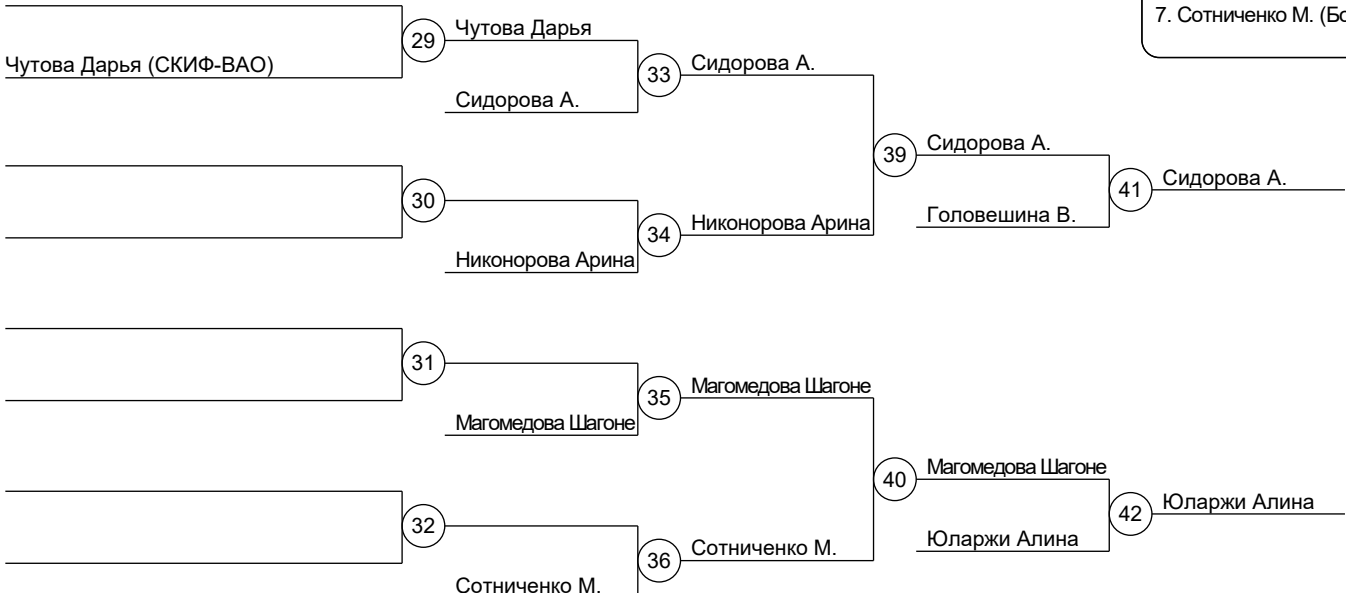 7. Сотниченко М. (Бо
29
Чутова Дарья
Чутова Дарья (СКИФ-ВАО)
33
Сидорова А.
Сидорова А.
39
Сидорова А.
41
Сидорова А.
30
Головешина В.
34
Никонорова Арина
Никонорова Арина
31
35
Магомедова Шагоне
Магомедова Шагоне
40
Магомедова Шагоне
42
Юларжи Алина
32
Юларжи Алина
36
Сотниченко М.
Сотниченко М.